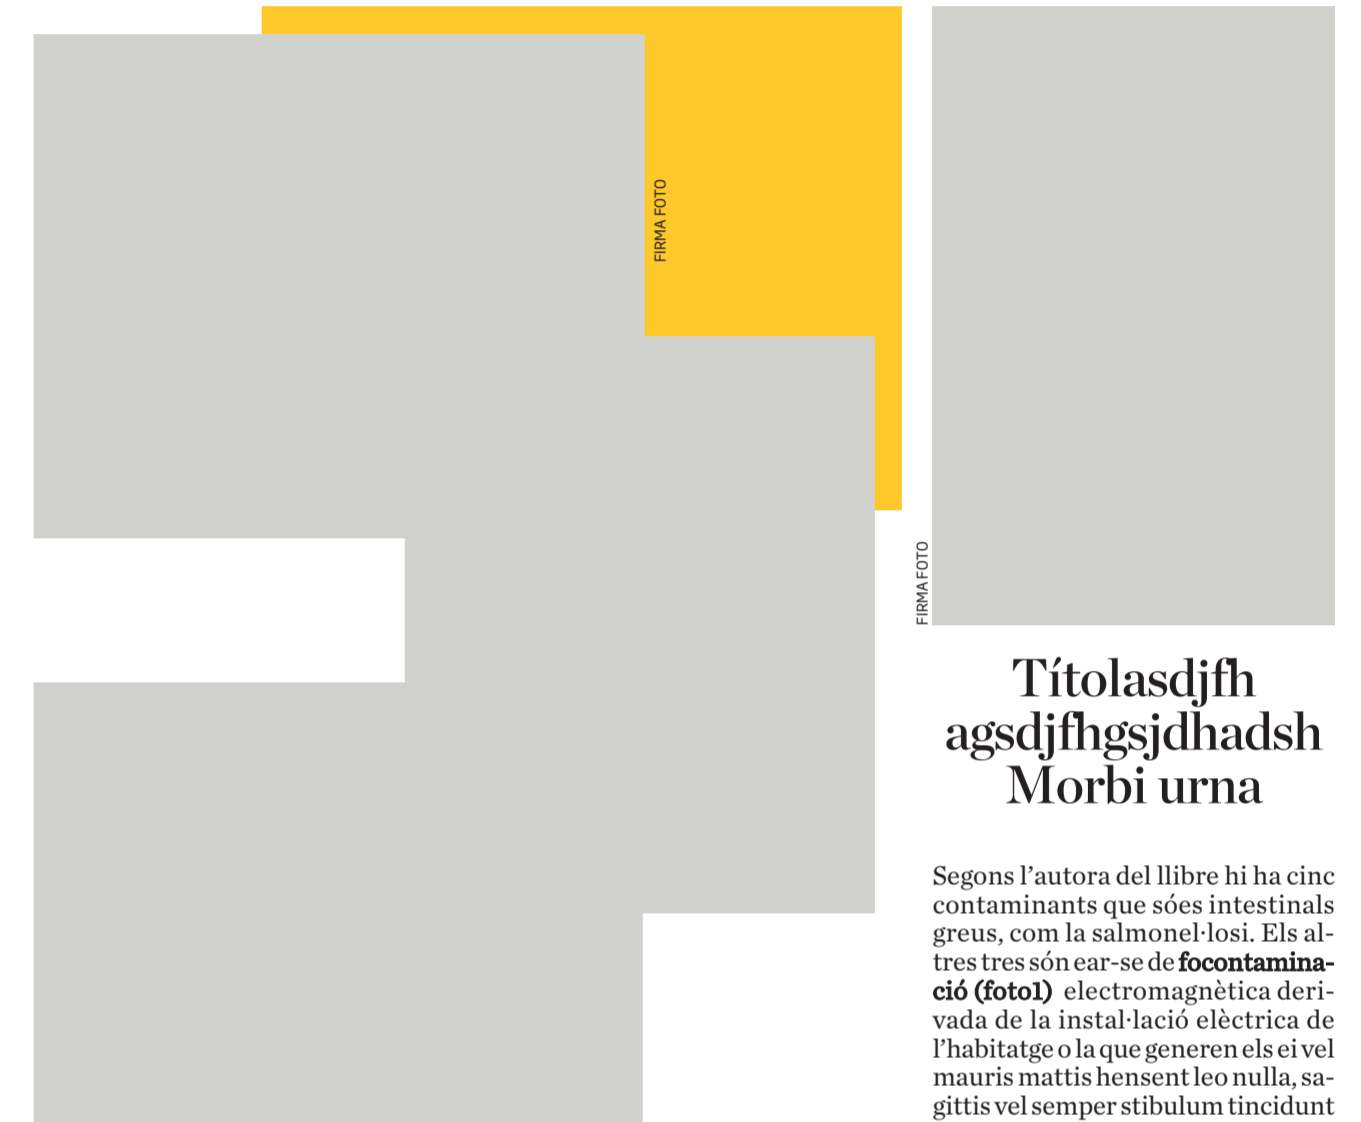 FIRMA FOTO
FIRMA FOTO
Títolasdjfh
agsdjfhgsjdhadsh
Morbi urna
Segons l’autora del llibre hi ha cinc
contaminants que sóes intestinals
greus, com la salmonel·losi. Els al-
tres tres són ear-se de focontamina-
ció (foto1) electromagnètica deri-
vada de la instal·lació elèctrica de
l’habitatge o la que generen els ei vel
mauris mattis hensent leo nulla, sa-
gittis vel semper stibulum tincidunt